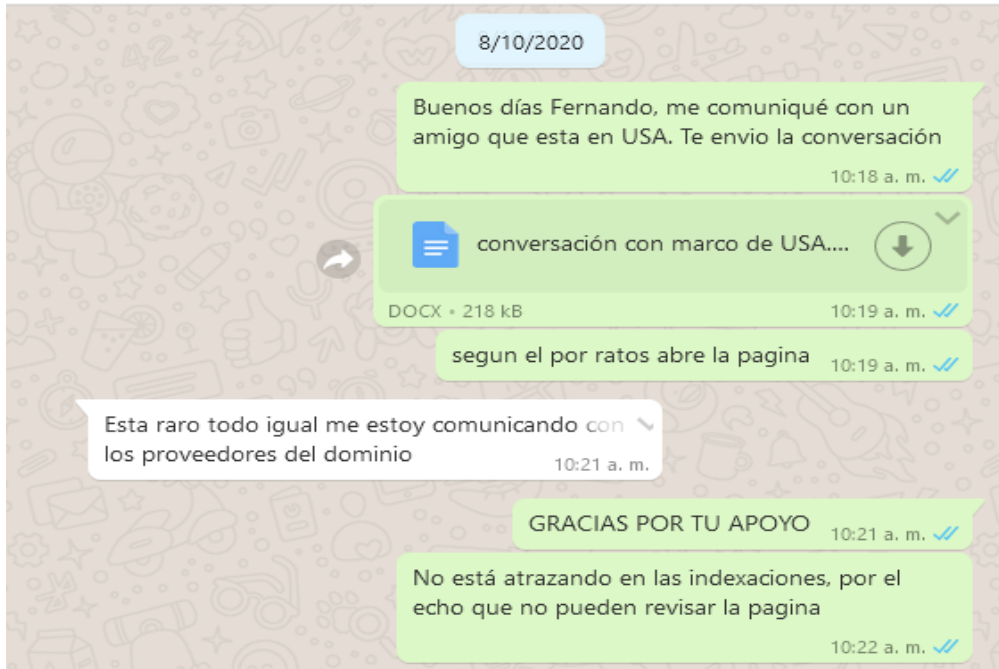 8/10/2020
Buenos días Fernando, me comuniqué con un
amigo que esta en USA. Te envio la conversación
10:18 a. m.
conversación con marco de USA....
DOCX • 218 kB
10:19 a. m.
segun el por ratos abre la pagina
10:19 a. m.
Esta raro todo igual me estoy comunicando con
los proveedores del dominio
10:21 a. m.
GRACIAS POR TU APOYO
10:21 a. m.
No está atrazando en las indexaciones, por el
echo que no pueden revisar la pagina
10:22 a. m.